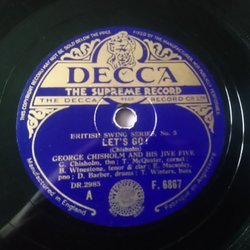 DECCA
THE SUPREME RECORD
THE DECCA RECORD CO LTD
BRITISH SWING SERIES, No. 5
LET'S GO!
(Chisholm)
GEORGE CHISHOLM AND HIS JIVE FIVE
G. Chisholm, tbn; T. McQuater, cornet;
B. Winestone, tenor & clar; E. Macauley,
pno; D. Barber, drums; T. Winters, bass
DR.2985
F. 6867
A
Made in England